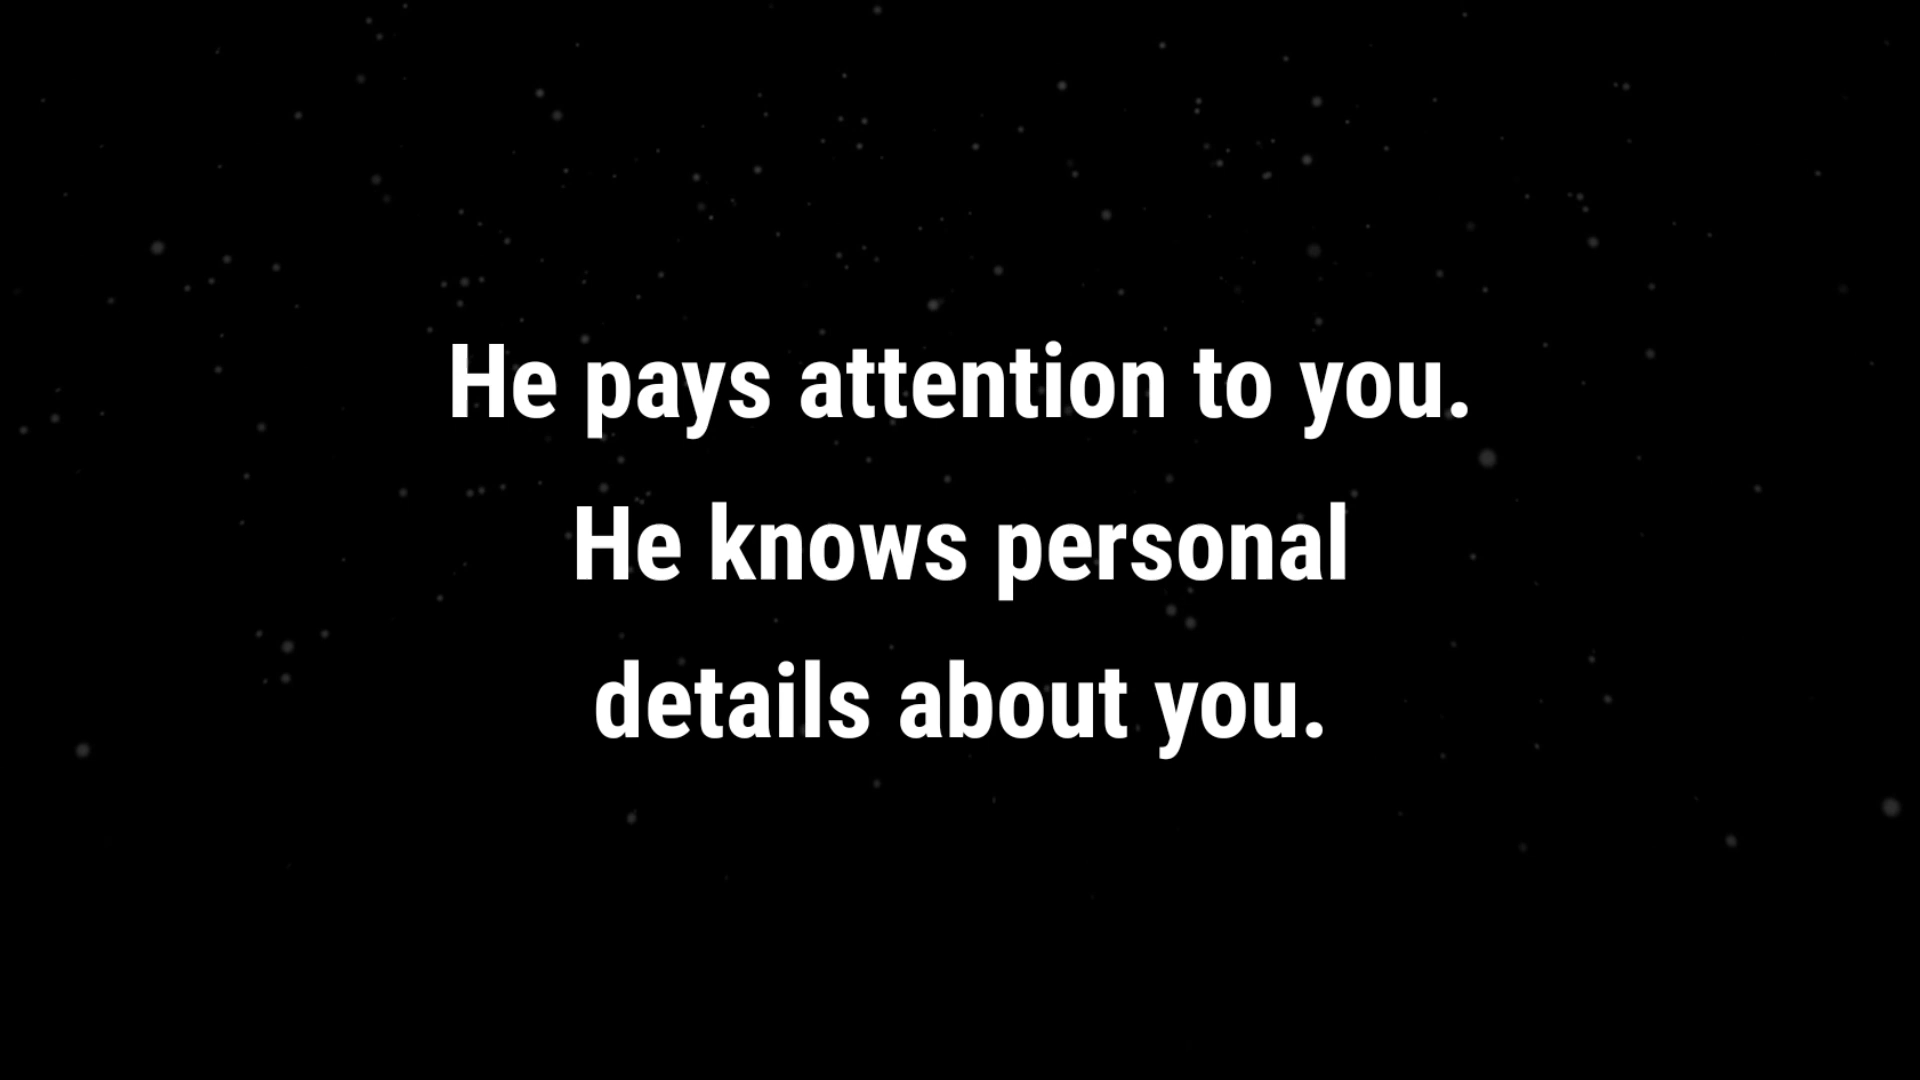 He pays attention to you.
He knows personal
details about you.